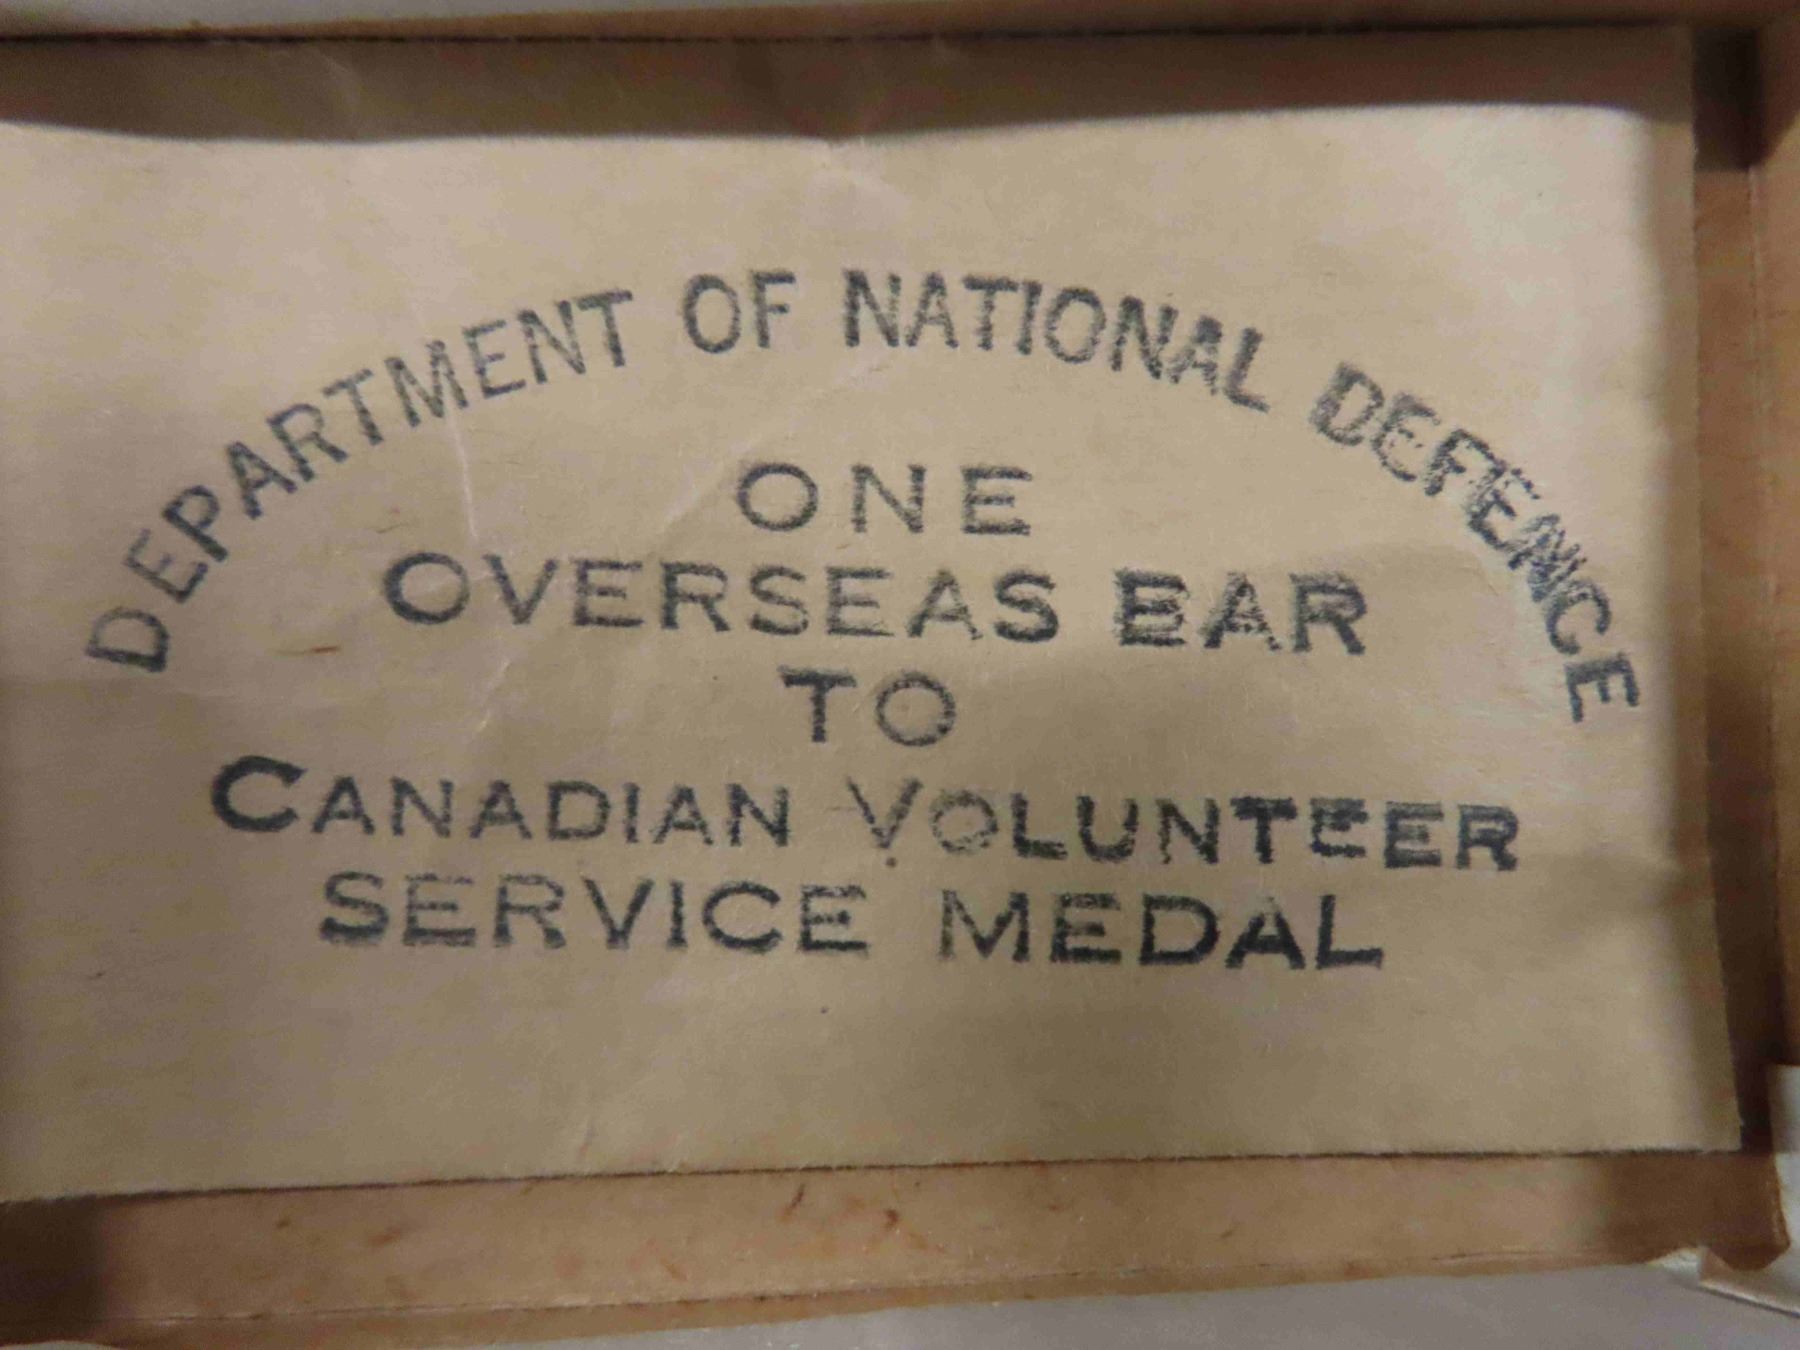 DEPARTMENT OF NATIONAL DEFENCE
ONE
OVERSEAS BAR
TO
CANADIAN VOLUNTEER
SERVICE MEDAL